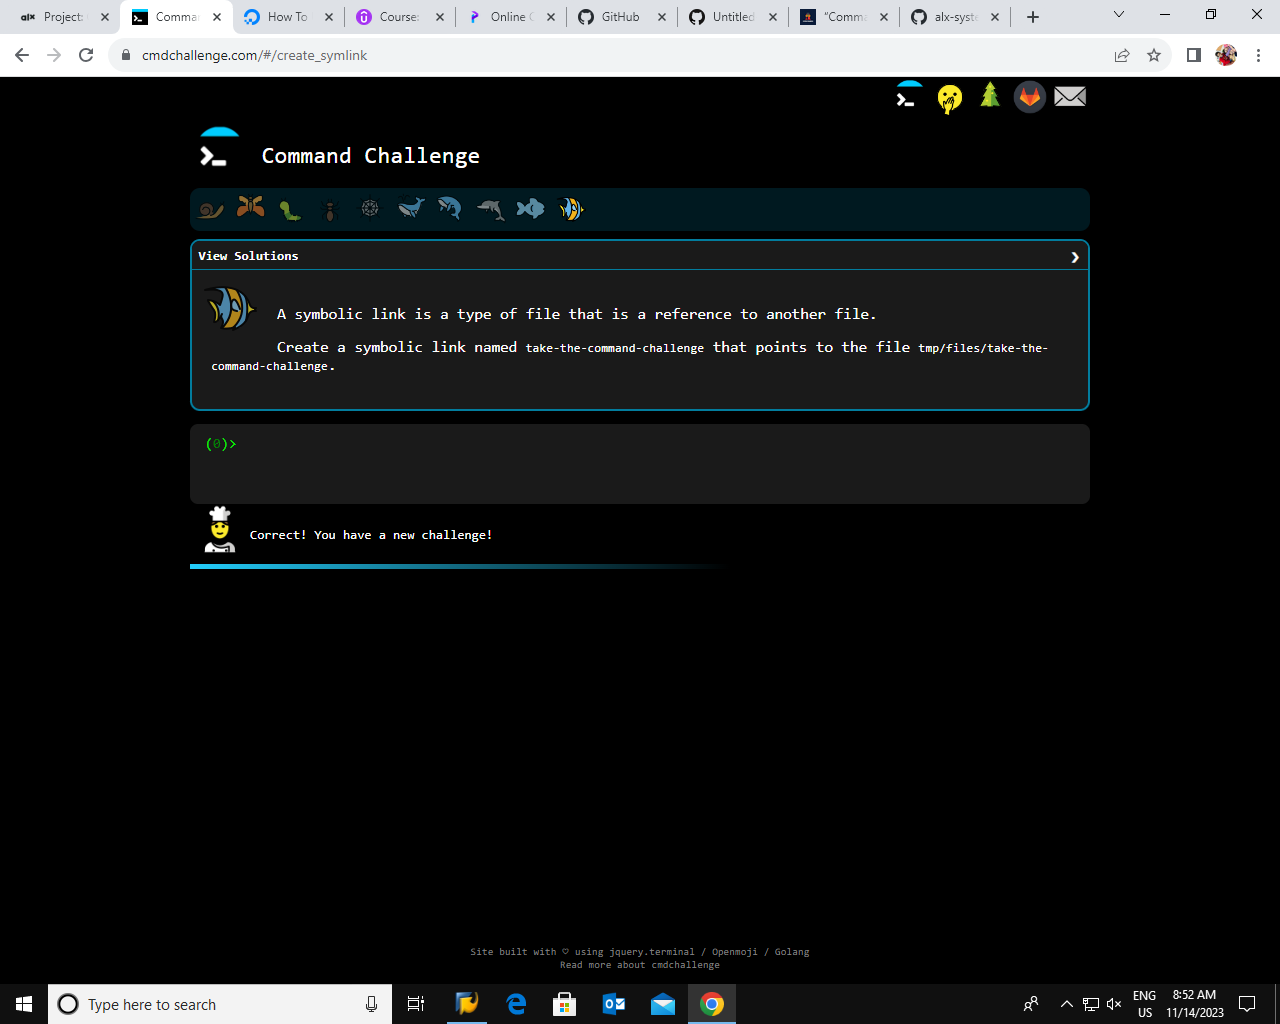 alx Project:
Comma
How To
Course:
Online C
GitHub
Untitled
"Comma
alx-syste
cmdchallenge.com/#/create_symlink
Command Challenge
View Solutions
A symbolic link is a type of file that is a reference to another file.
Create a symbolic link named take-the-command-challenge that points to the file tmp/files/take-the-
command-challenge.
(0)>
Correct! You have a new challenge!
Site built with ♡ using jquery.terminal / Openmoji / Golang
Read more about cmdchallenge
Type here to search
ENG
US
8:52 AM
11/14/2023